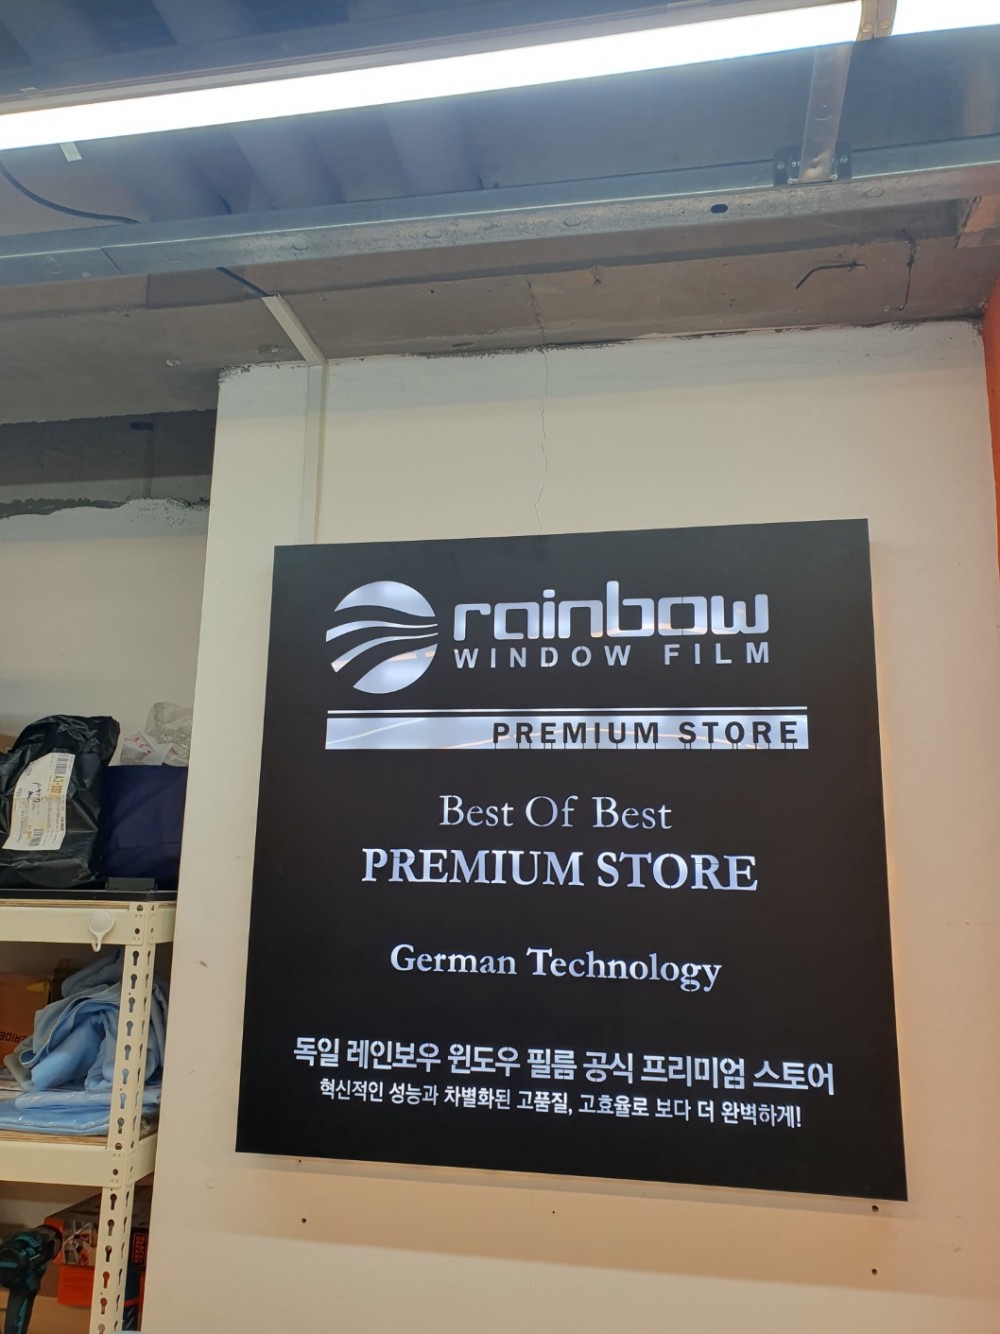 rainbow
WINDOW FILM
PREMIUM STORE
Best Of Best
PREMIUM STORE
German Technology
독일 레인보우 윈도우 필름 공식 프리미엄 스토어
혁신적인 성능과 차별화된 고품질, 고효율로 보다 더 완벽하게!